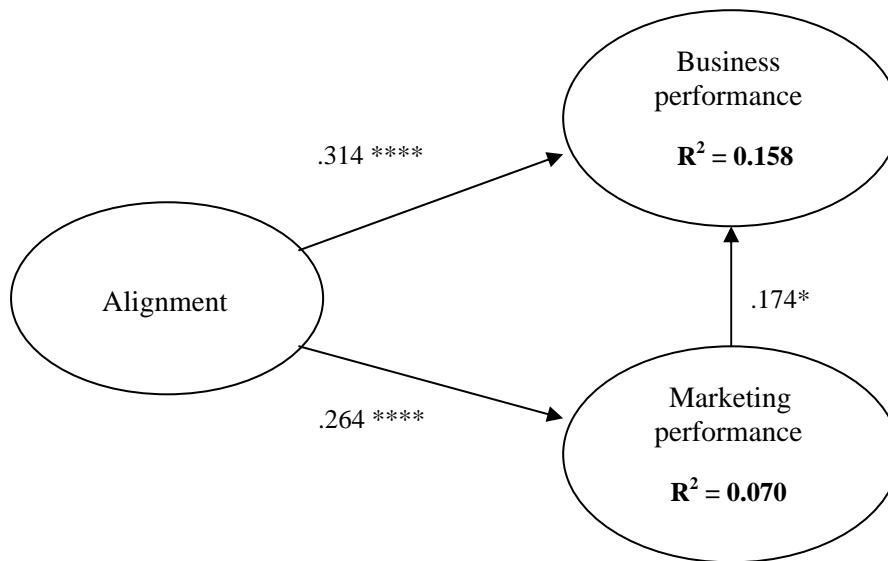 Business
performance
R² = 0.158
.314 ****
Alignment
.174*
Marketing
performance
.264 ****
R² = 0.070